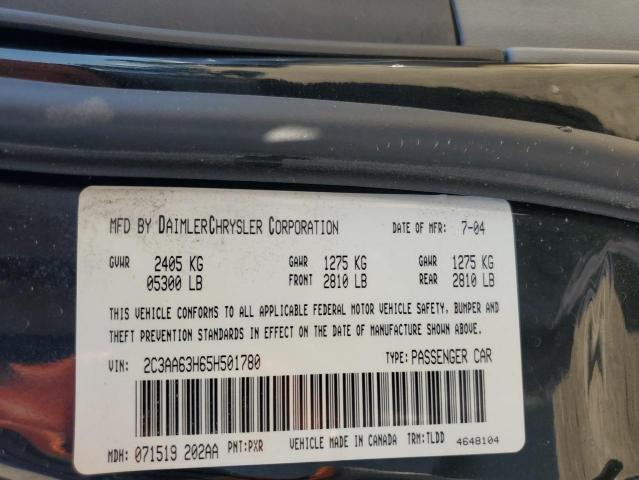 MFD BY DAIMLERCHRYSLER CORPORATION DATE OF MFR: 7-04
GVWR 2405 KG GAWR 1275 KG GAWR 1275 KG
05300 LB FRONT 2810 LB REAR 2810 LB
THIS VEHICLE CONFORMS TO ALL APPLICABLE FEDERAL MOTOR VEHICLE SAFETY, BUMPER AND
THEFT PREVENTION STANDARDS IN EFFECT ON THE DATE OF MANUFACTURE SHOWN ABOVE.
VIN: 2C3AA63H65H501780 TYPE: PASSENGER CAR
MDH: 071519 202AA PNT: PXR VEHICLE MADE IN CANADA TRM: TLDD 4648104